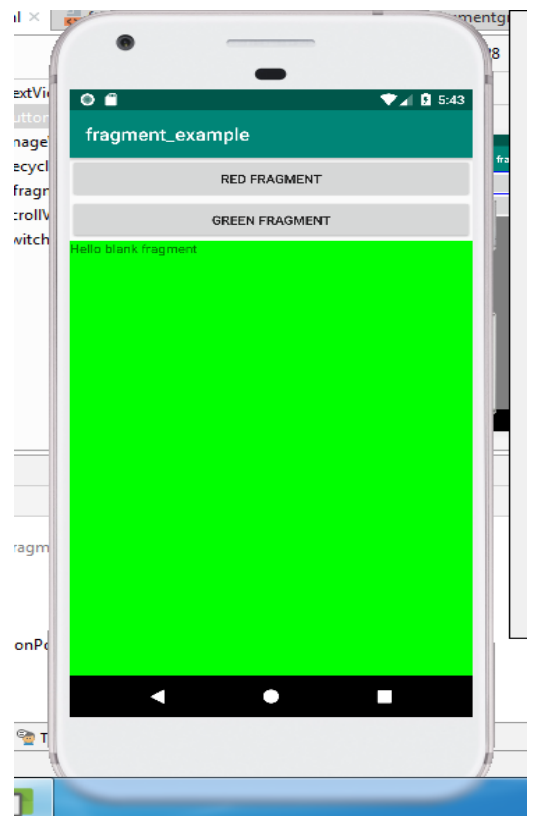 5:43
fragment_example
RED FRAGMENT
GREEN FRAGMENT
Hello blank fragment